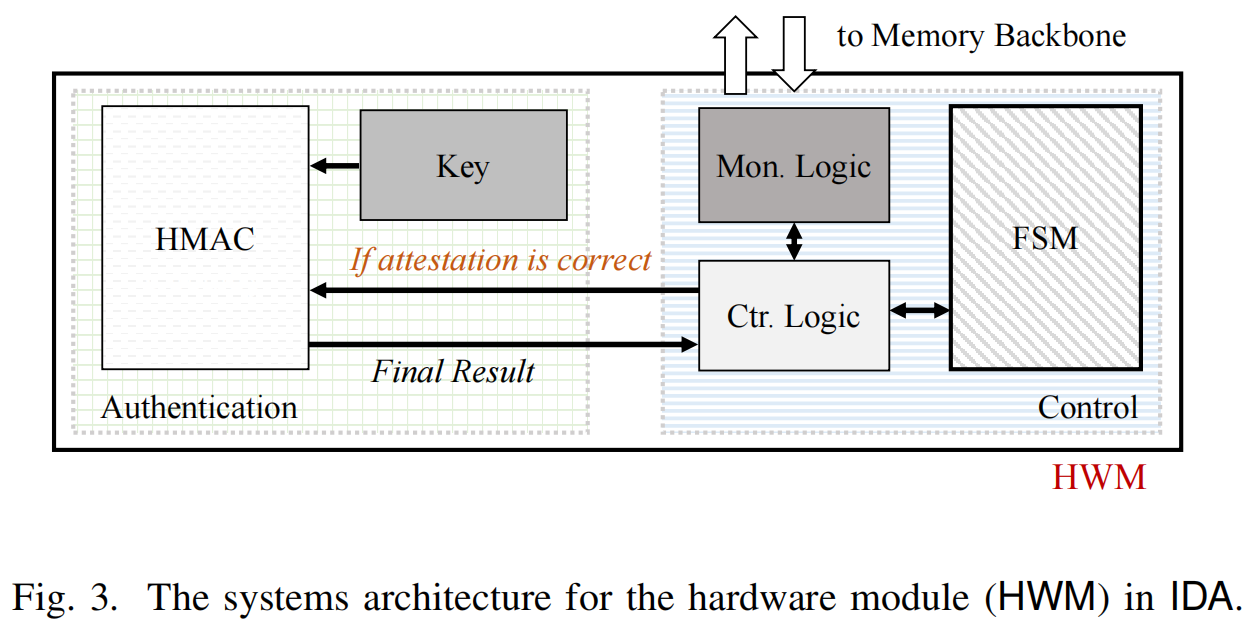 to Memory Backbone
Key
Mon. Logic
HMAC
FSM
If attestation is correct
Ctr. Logic
Final Result
Authentication
Control
HWM
Fig. 3. The systems architecture for the hardware module (HWM) in IDA.